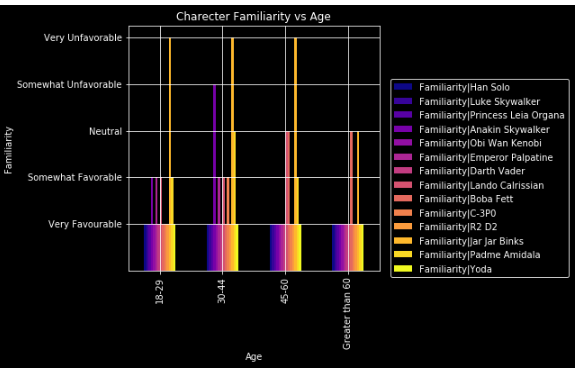 Charecter Familiarity vs Age
Very Unfavorable
Somewhat Unfavorable
Neutral
Somewhat Favorable
Very Favourable
Familiarity
18-29
30-44
45-60
Greater than 60
Age
Familiarity|Han Solo
Familiarity|Luke Skywalker
Familiarity|Princess Leia Organa
Familiarity|Anakin Skywalker
Familiarity|Obi Wan Kenobi
Familiarity|Emperor Palpatine
Familiarity|Darth Vader
Familiarity|Lando Calrissian
Familiarity|Boba Fett
Familiarity|C-3P0
Familiarity|R2 D2
Familiarity|Jar Jar Binks
Familiarity|Padme Amidala
Familiarity|Yoda